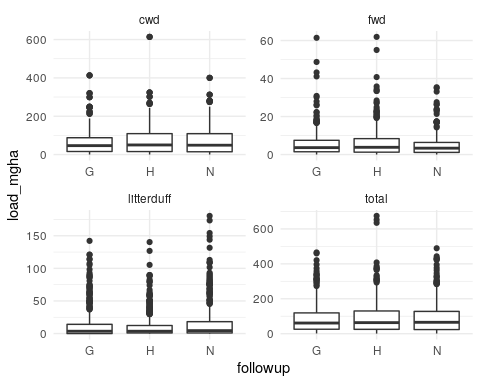 cwd
fwd
600
400
200
0
60
40
20
0
G H N
G H N
load_mgha
litterduff
total
150
100
50
0
600
400
200
0
G H N
G H N
followup